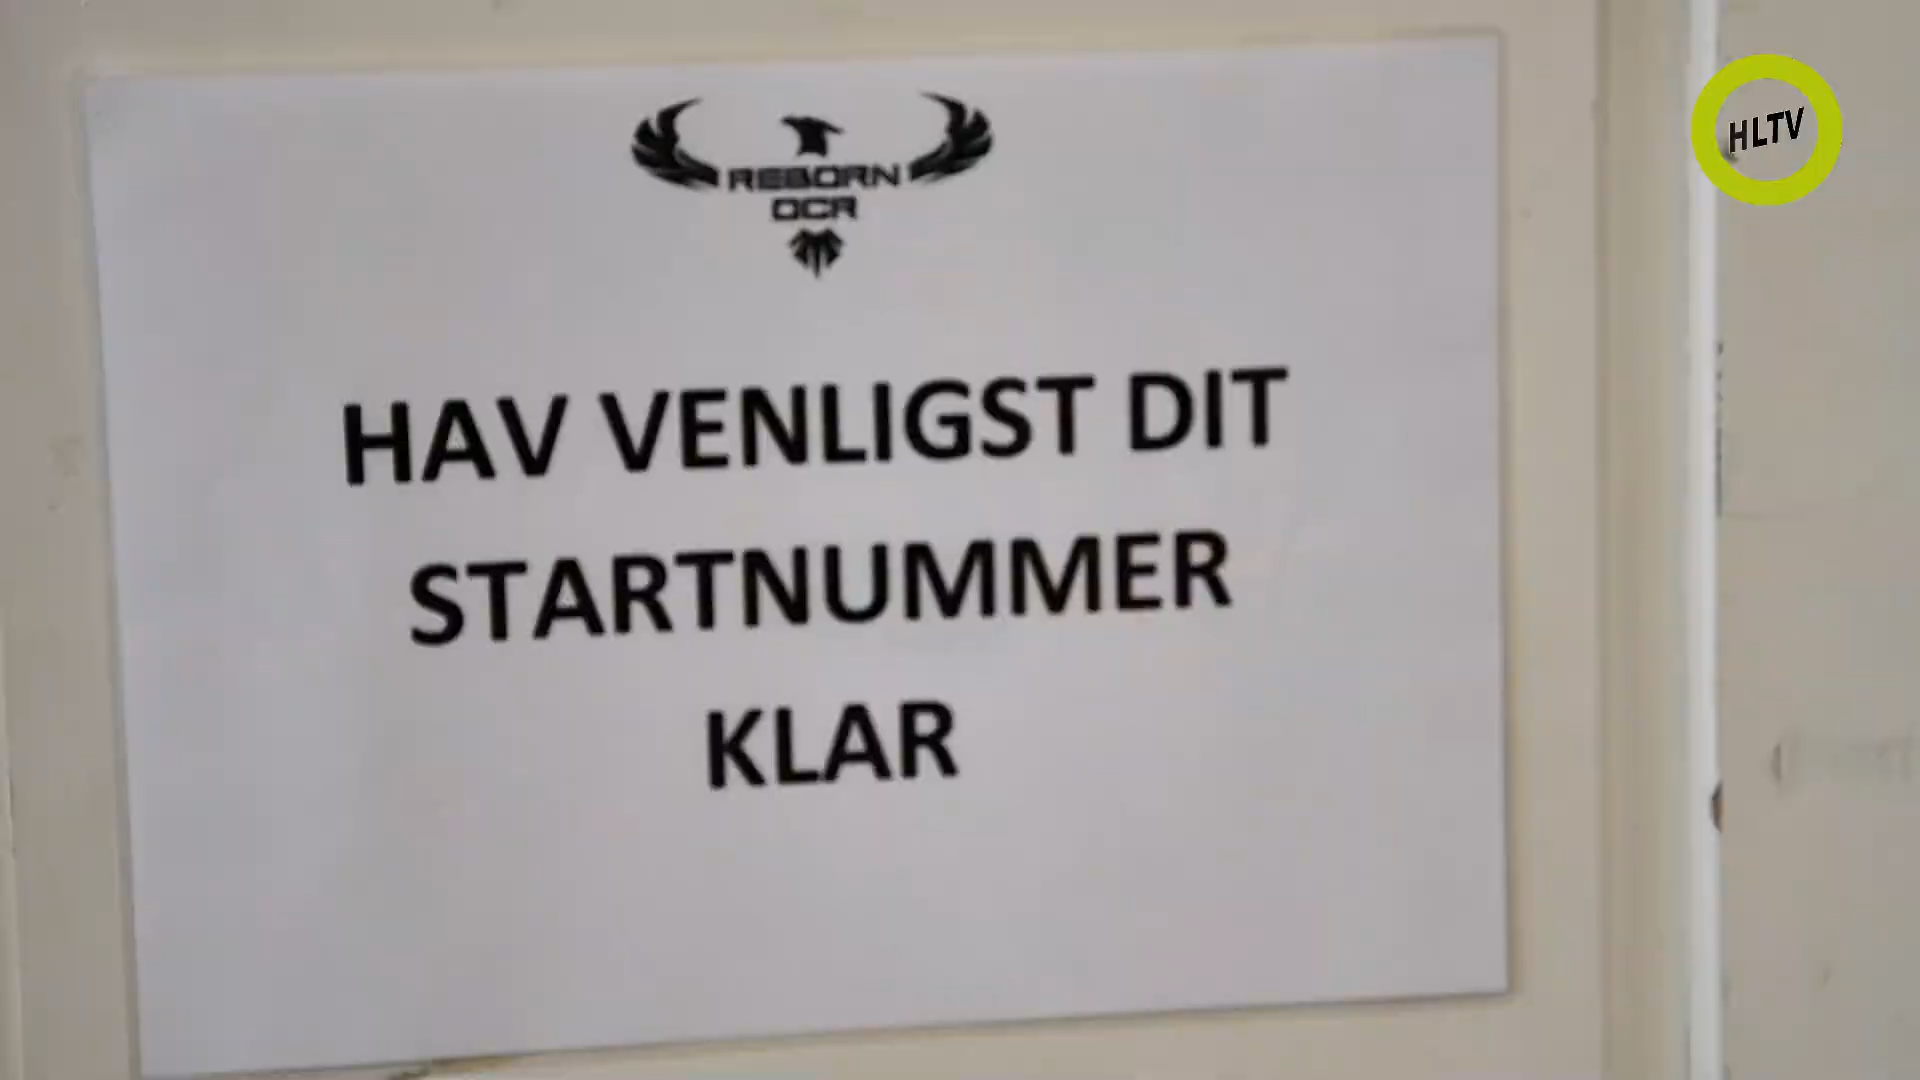 HLTV
REBORN
OCR
HAV VENLIGST DIT
STARTNUMMER
KLAR